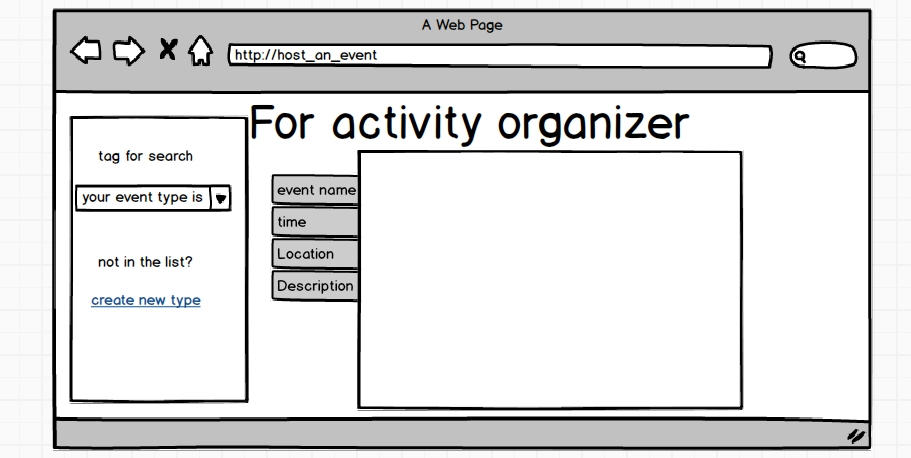 A Web Page
http://host_an_event
For activity organizer
tag for search
your event type is
not in the list?
create new type
event name
time
Location
Description